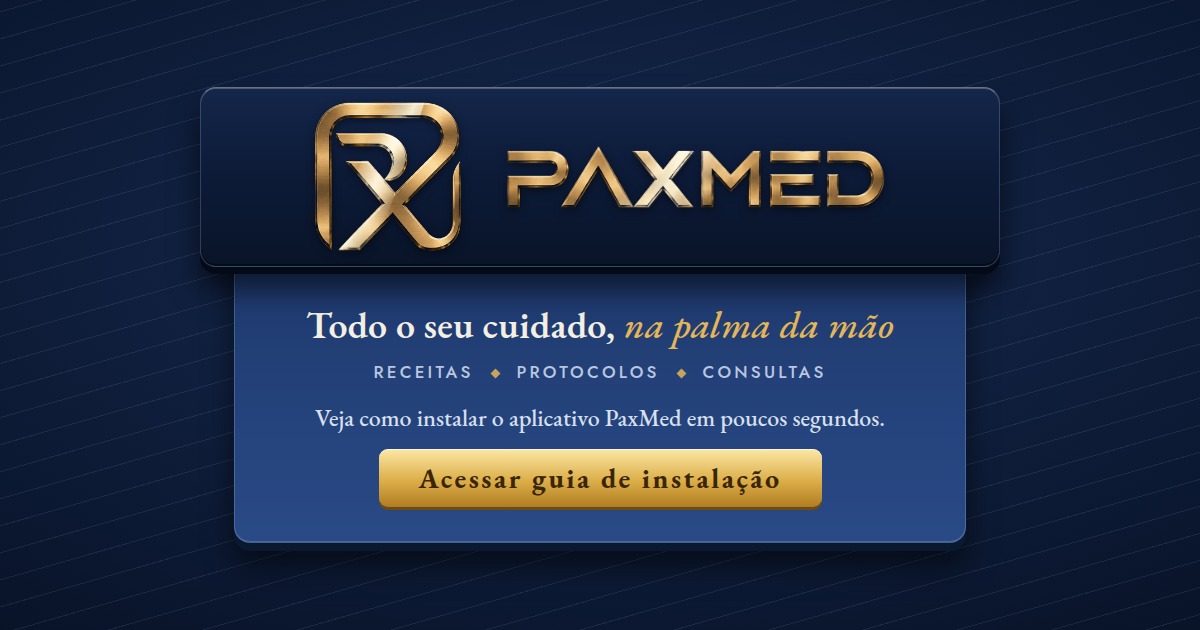 PAXMED
Todo o seu cuidado, na palma da mão
RECEITAS ◆ PROTOCOLOS ◆ CONSULTAS
Veja como instalar o aplicativo PaxMed em poucos segundos.
Acessar guia de instalação